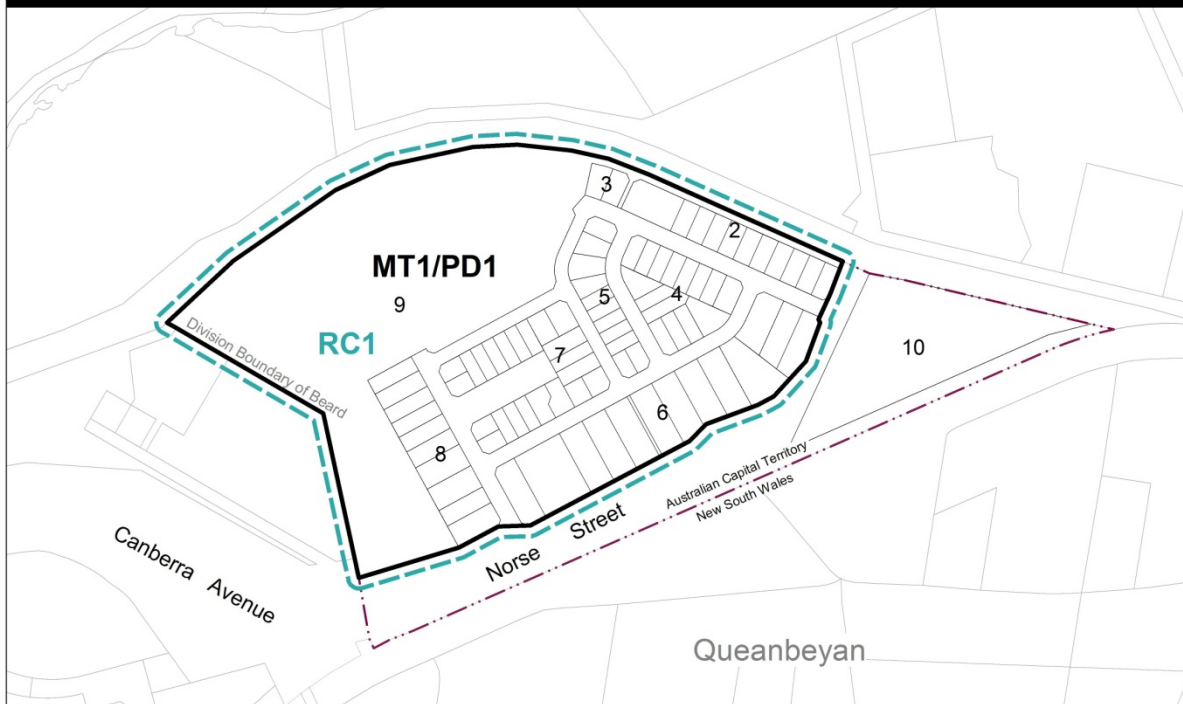 3
2
MT1/PD1
9
5
4
RC1
Division Boundary of Beard
7
10
6
8
Australian Capital Territory
New South Wales
Norse Street
Canberra Avenue
Queanbeyan